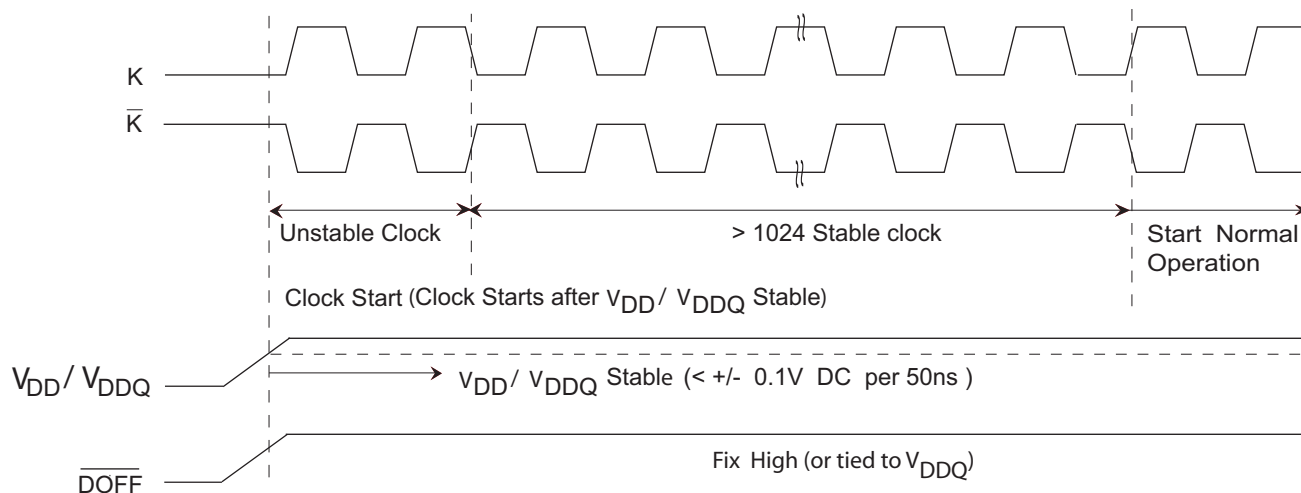 K
K̅
Unstable Clock
> 1024 Stable clock
Start Normal
Operation
Clock Start (Clock Starts after VDD / VDDQ Stable)
VDD / VDDQ
VDD / VDDQ Stable (< +/- 0.1V DC per 50ns )
D̅O̅F̅F̅
Fix High (or tied to VDDQ)